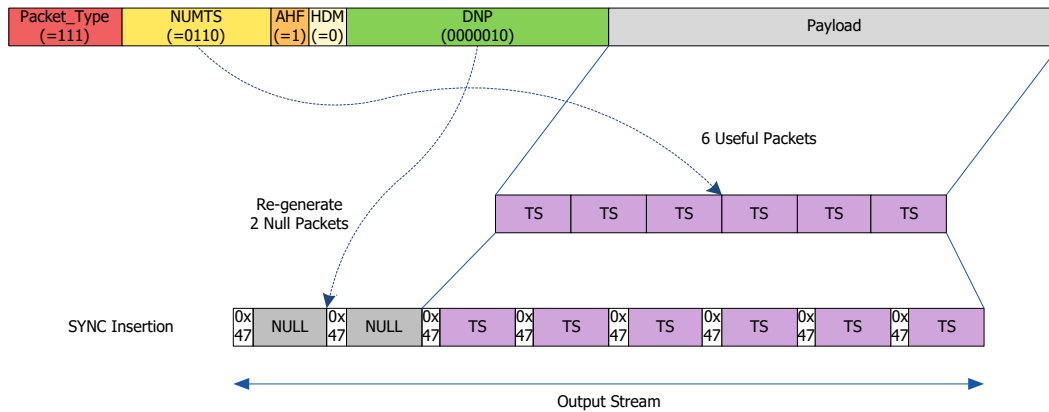 Packet_Type NUMTS AHF HDM DNP Payload
(=111) (=0110) (=1) (=0) (0000010)
6 Useful Packets
Re-generate
2 Null Packets
TS TS TS TS TS TS
SYNC Insertion
0x NULL 0x NULL 0x TS 0x TS 0x TS 0x TS 0x TS 0x TS
47 47 47 47 47 47 47 47
Output Stream